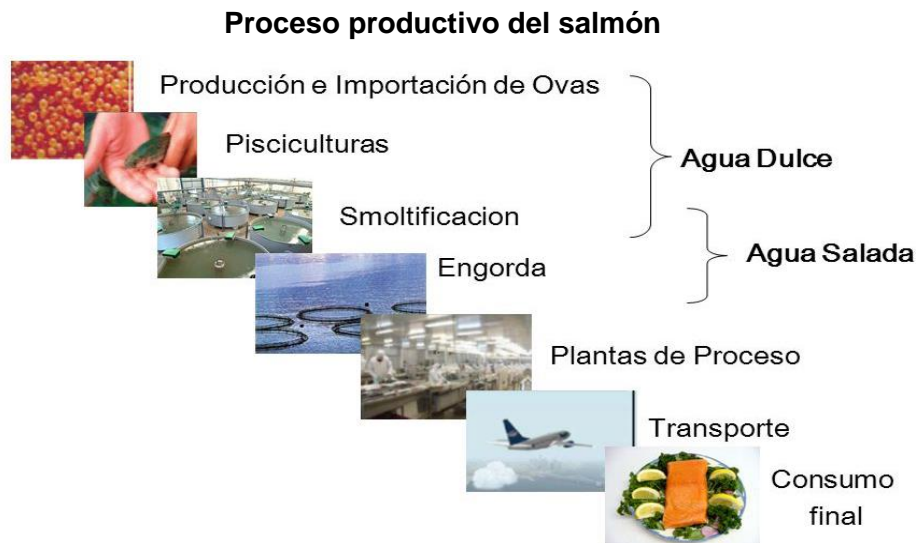 Proceso productivo del salmón
Producción e Importación de Ovas
Pisciculturas
Agua Dulce
Smoltificacion
Agua Salada
Engorda
Plantas de Proceso
Transporte
Consumo
final